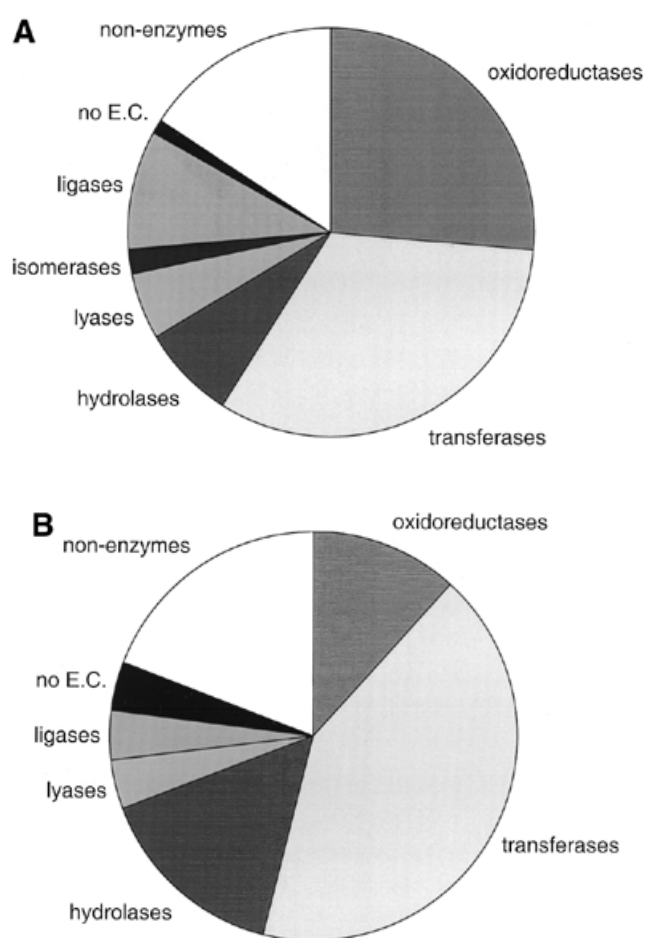 A
non-enzymes
oxidoreductases
no E.C.
ligases
isomerases
lyases
hydrolases
transferases
B
oxidoreductases
non-enzymes
no E.C.
ligases
lyases
transferases
hydrolases